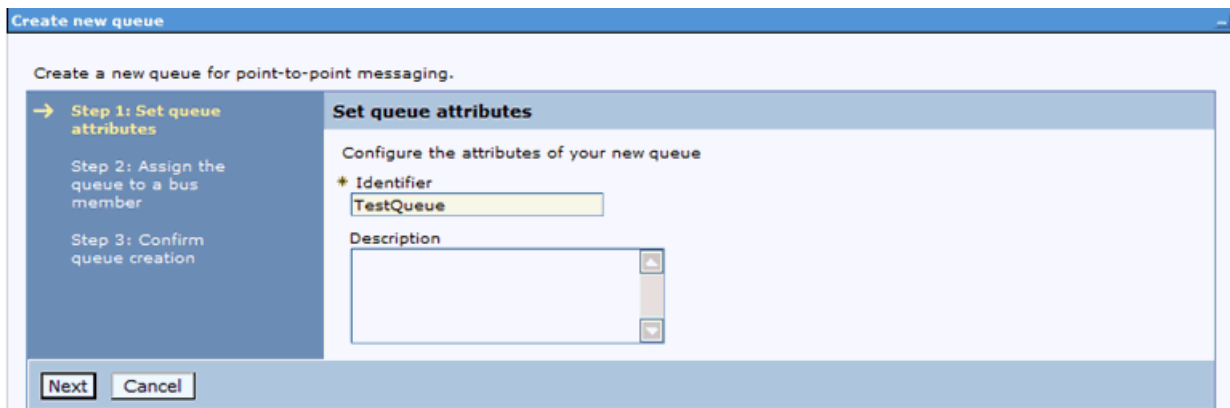 Create new queue
Create a new queue for point-to-point messaging.
Step 1: Set queue
attributes
Step 2: Assign the
queue to a bus
member
Step 3: Confirm
queue creation
Set queue attributes
Configure the attributes of your new queue
* Identifier
TestQueue
Description
Next
Cancel